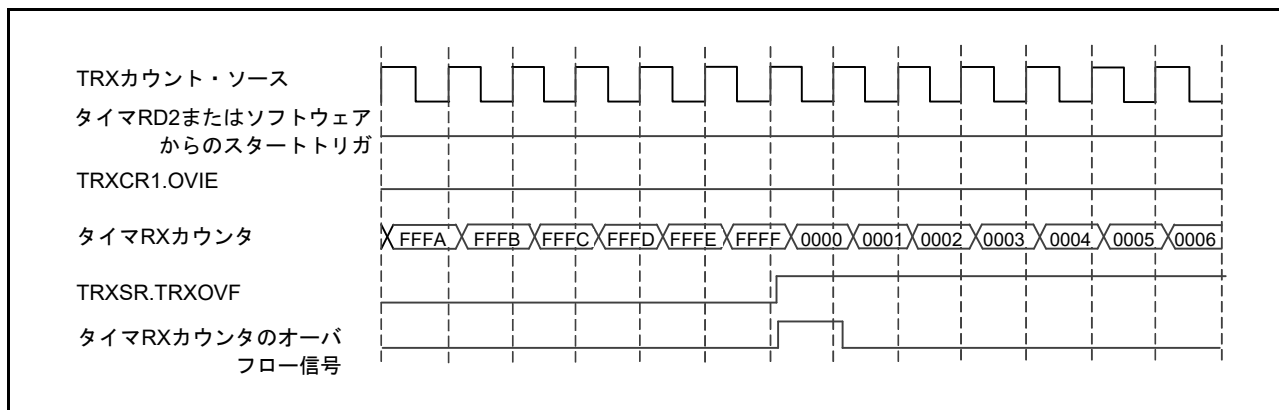 TRXカウント・ソース
タイマRD2またはソフトウェア
からのスタートトリガ
TRXCR1.OVIE
タイマRXカウンタ
FFFA FFFB FFFC FFFD FFFE FFFF 0000 0001 0002 0003 0004 0005 0006
TRXSR.TRXOVF
タイマRXカウンタのオーバ
フロー信号